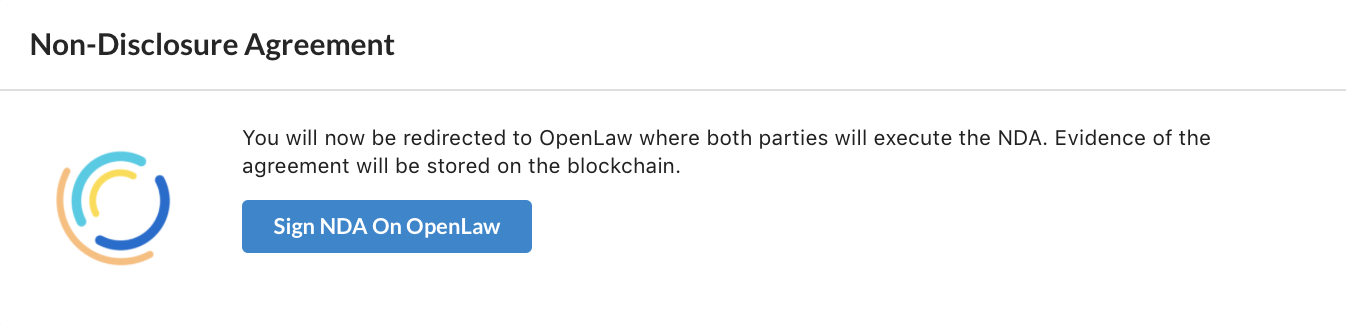 Non-Disclosure Agreement
You will now be redirected to OpenLaw where both parties will execute the NDA. Evidence of the
agreement will be stored on the blockchain.
Sign NDA On OpenLaw